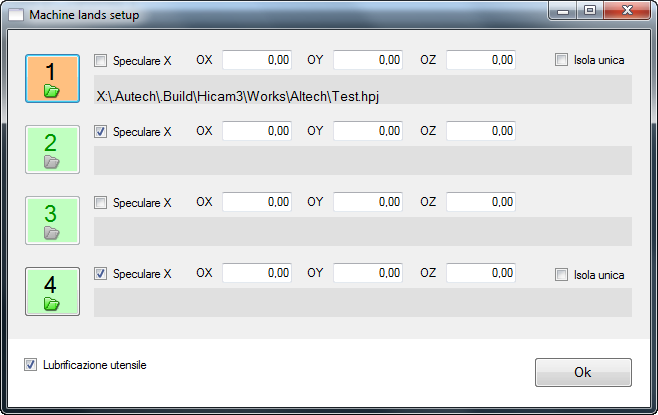 Machine lands setup
1 Speculare X OX 0,00 OY 0,00 OZ 0,00 Isola unica
X:\.Autech\.Build\Hicam3\Works\Altech\Test.hpj
2 Speculare X OX 0,00 OY 0,00 OZ 0,00
3 Speculare X OX 0,00 OY 0,00 OZ 0,00
4 Speculare X OX 0,00 OY 0,00 OZ 0,00 Isola unica
Lubrificazione utensile
Ok